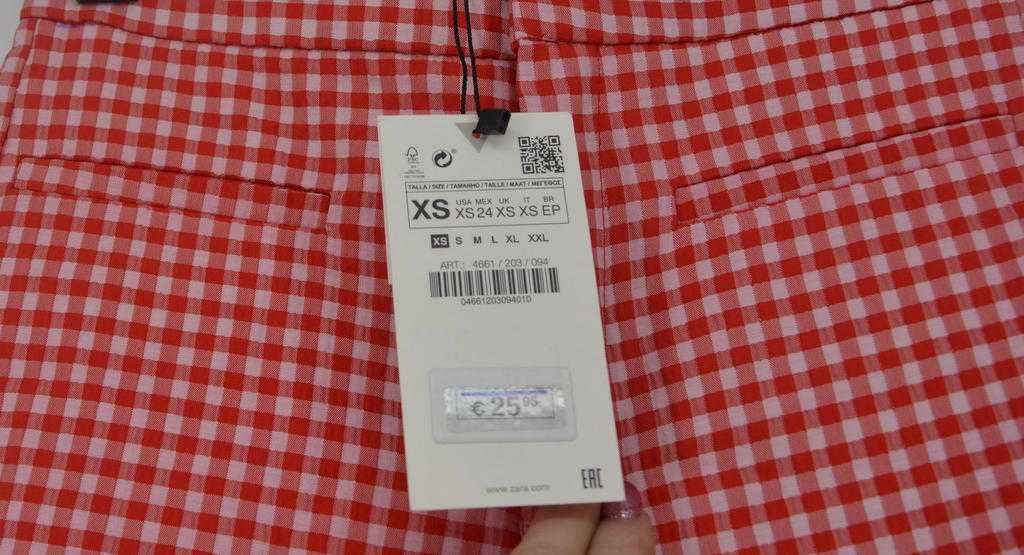 FSC
TALLA / SIZE / TAMANHO / TAILLE / MAAT / ΜΕΓΕΘΟΣ
XS
USA MEX UK IT BR
XS 24 XS XS EP
XS S M L XL XXL
ART.: 4661 / 203 / 094
04661203094010
€ 25,95
www.zara.com
EAC